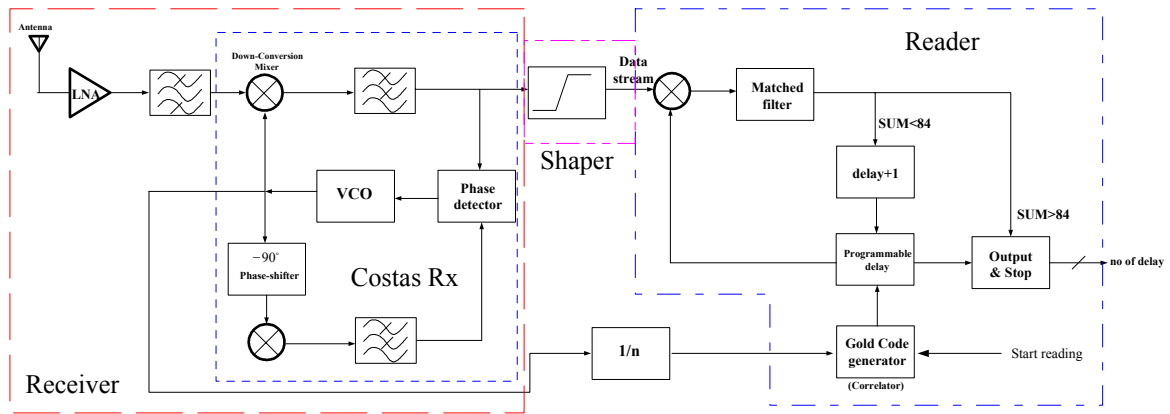 Antenna
LNA
Down-Conversion
Mixer
Data
stream
Reader
Matched
filter
SUM<84
Shaper
delay+1
VCO
Phase
detector
SUM>84
−90°
Phase-shifter
Costas Rx
Programmable
delay
Output
& Stop
no of delay
1/n
Gold Code
generator
Start reading
(Correlator)
Receiver